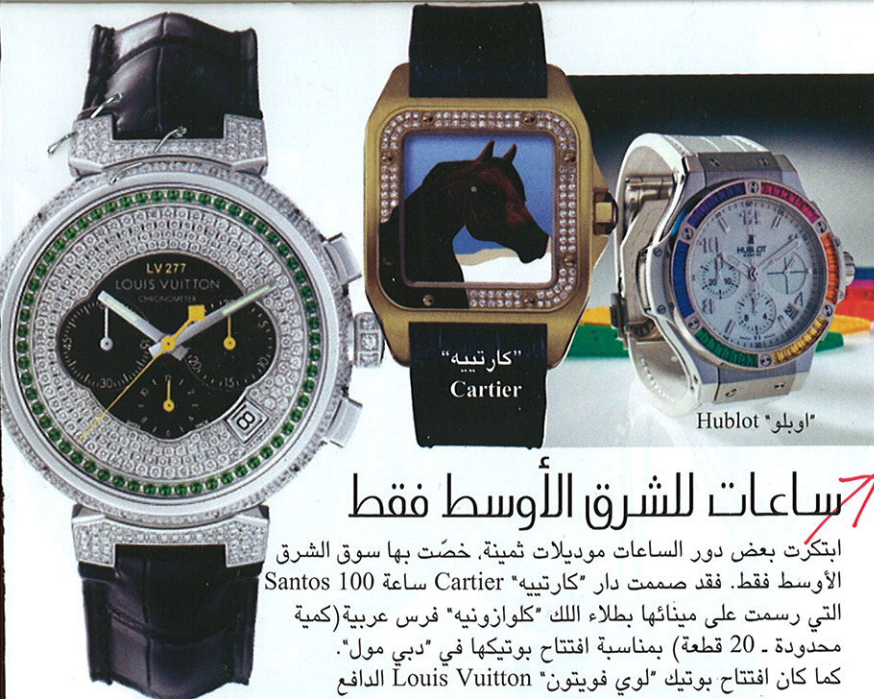 LV 277
LOUIS VUITTON
CHRONOMETER
HUBLOT
GENEVE
"كارتييه"
Cartier
"اوبلو" Hublot
ساعات للشرق الأوسط فقط
ابتكرت بعض دور الساعات موديلات ثمينة، خصّت بها سوق الشرق
الأوسط فقط. فقد صممت دار "كارتييه" Cartier ساعة Santos 100
التي رسمت على مينائها بطلاء اللك "كلوازونيه" فرس عربية(كمية
محدودة ـ 20 قطعة) بمناسبة افتتاح بوتيكها في "دبي مول".
كما كان افتتاح بوتيك "لوي فويتون" Louis Vuitton الدافع